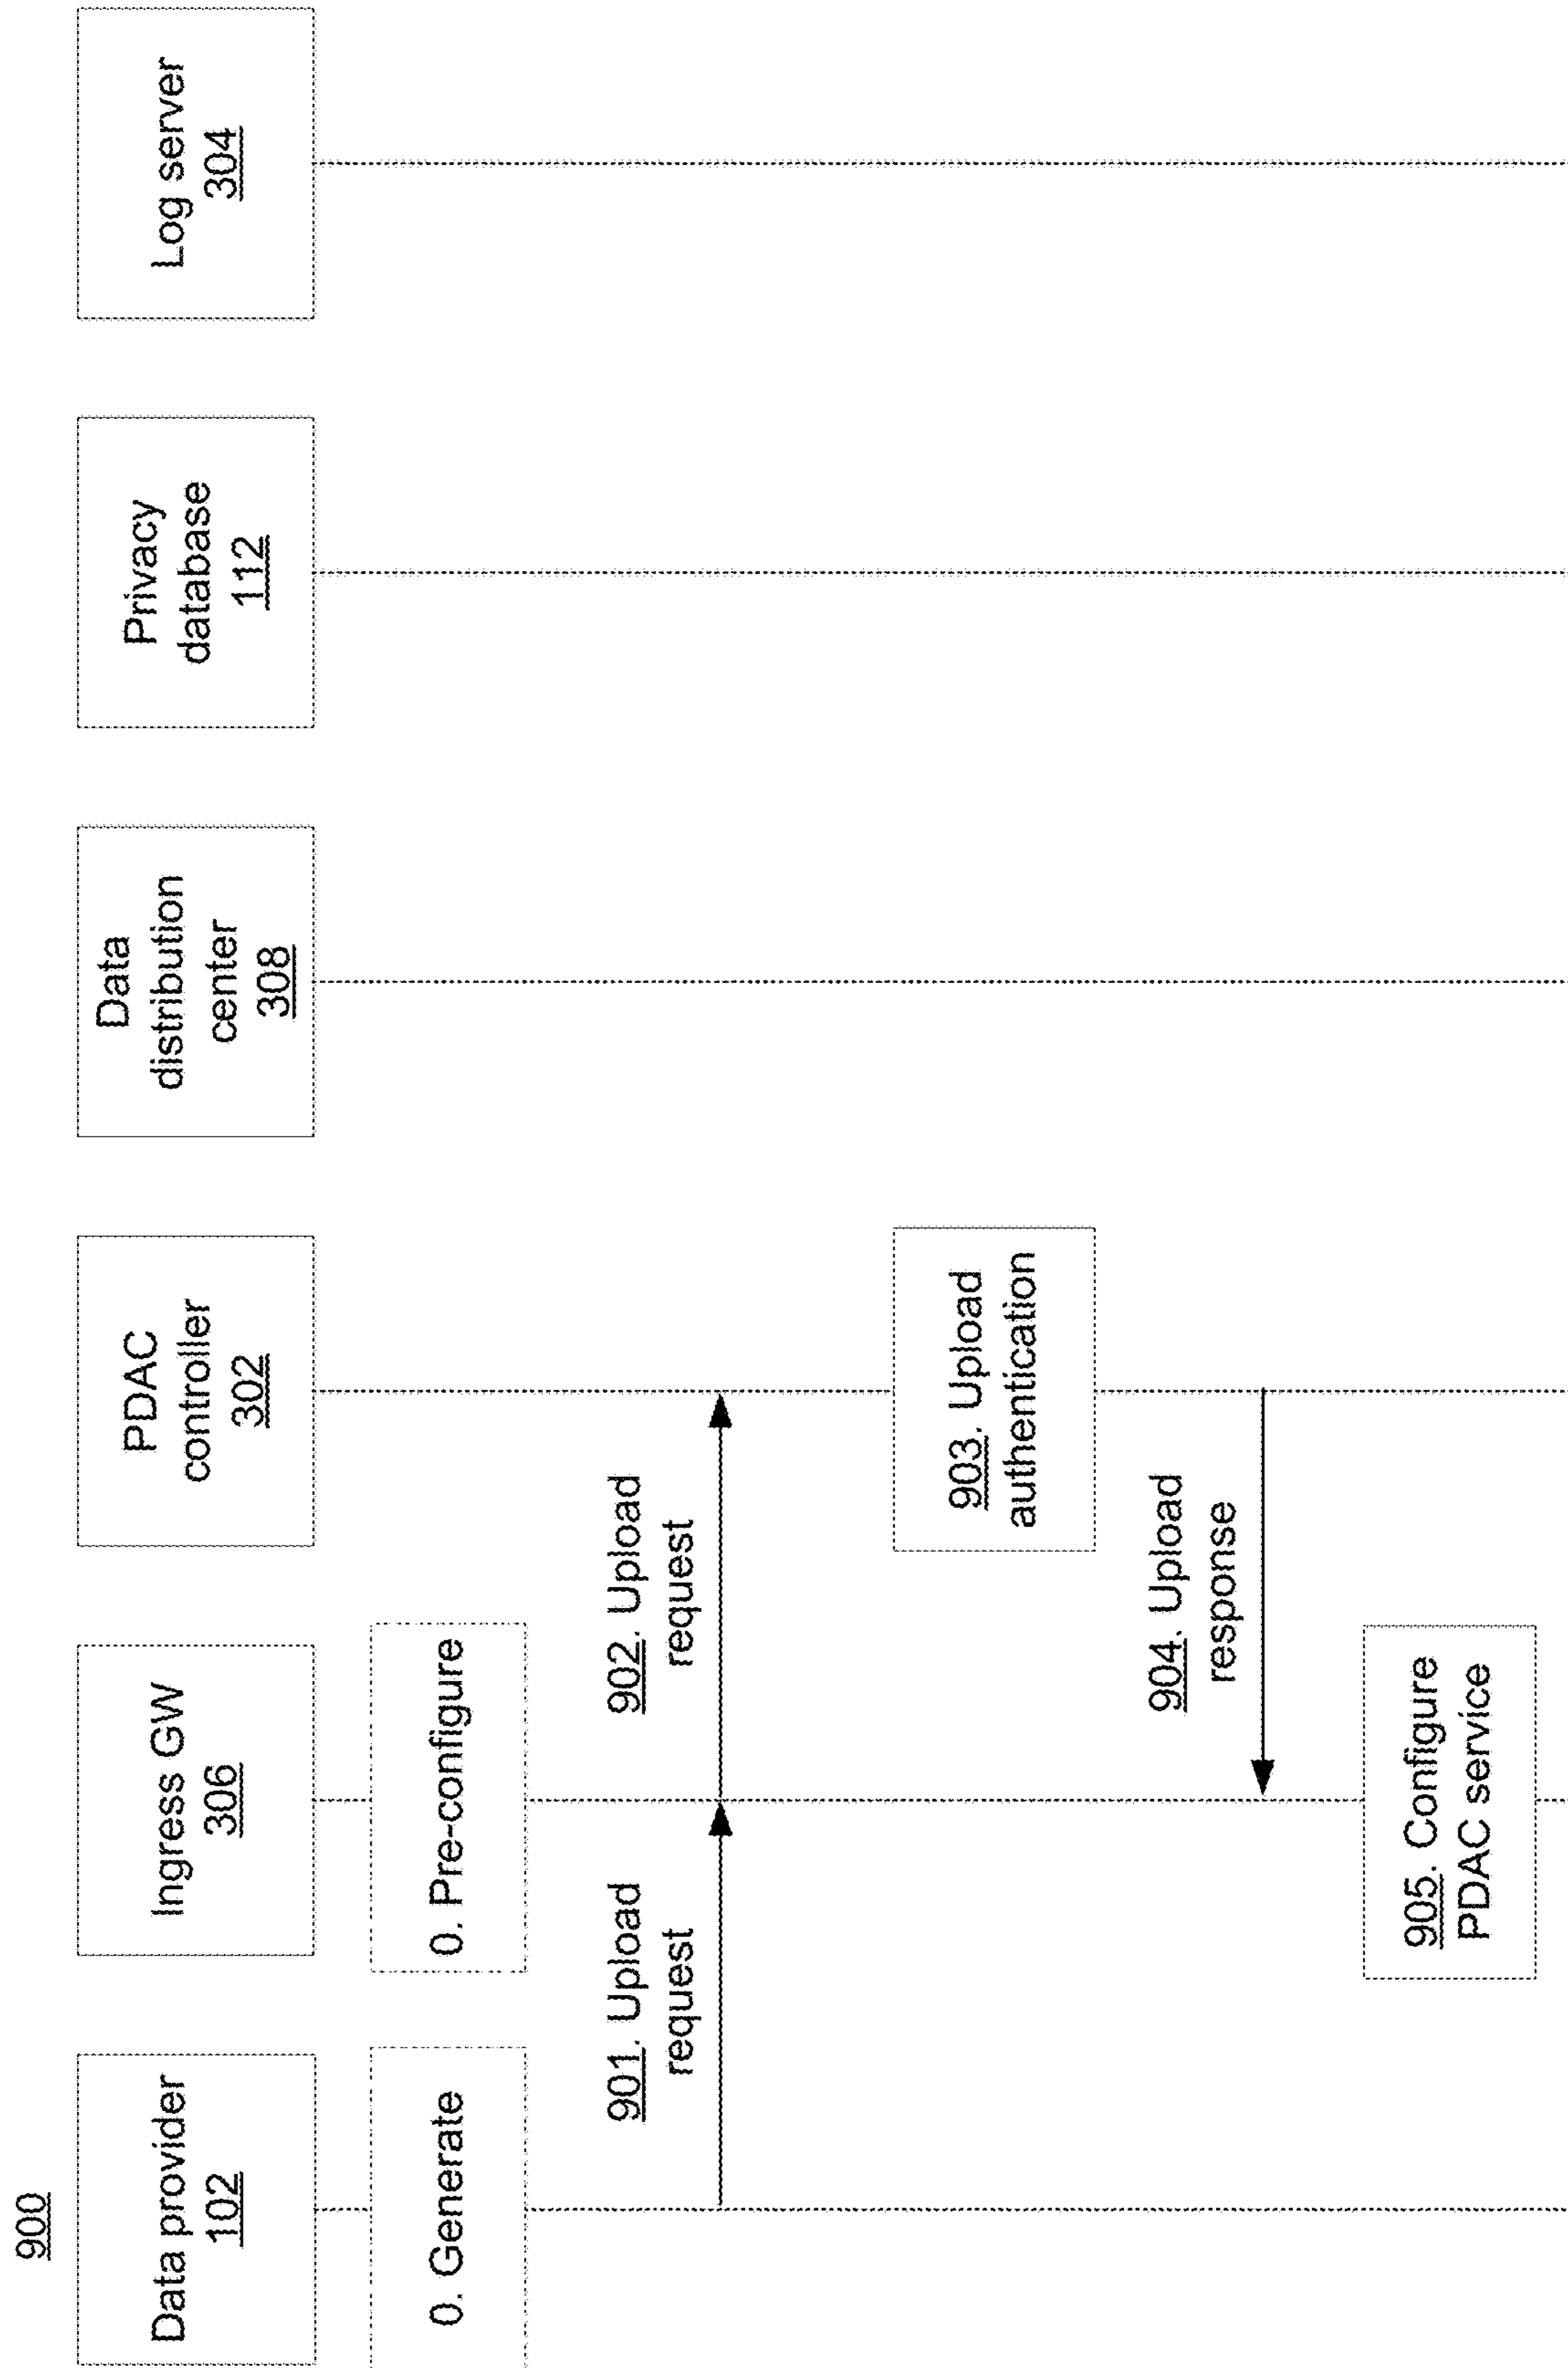 900
Data provider
102
Ingress GW
306
PDAC
controller
302
Data
distribution
center
308
Privacy
database
112
Log server
304
0. Generate
0. Pre-configure
901. Upload
request
902. Upload
request
903. Upload
authentication
904. Upload
response
905. Configure
PDAC service